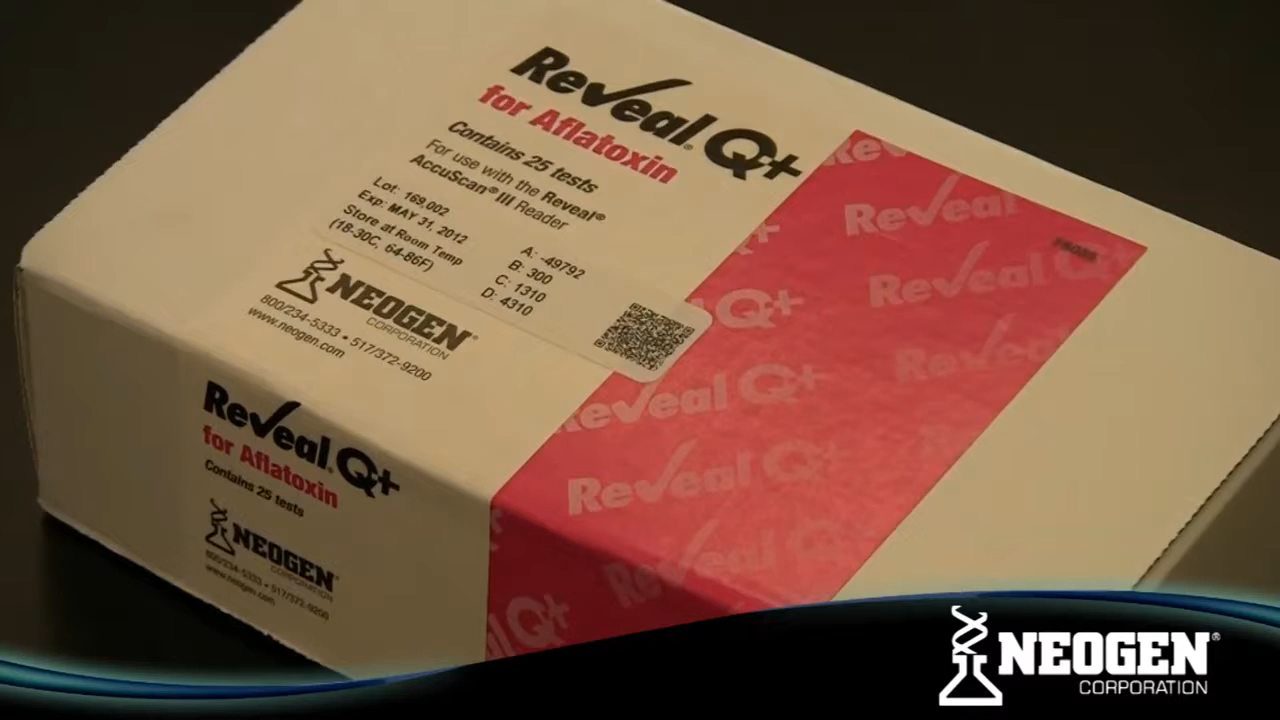 Reveal® Q+
for Aflatoxin
Contains 25 tests
For use with the Reveal®
AccuScan® III Reader
Lot: 169,002
Exp: MAY 31, 2012
Store at Room Temp
(18-30C, 64-86F)
A: -49792
B: 300
C: 1310
D: 4310
NEOGEN®
CORPORATION
800/234-5333 • 517/372-9200
www.neogen.com
Reveal® Q+
for Aflatoxin
Contains 25 tests
NEOGEN®
CORPORATION
800/234-5333 • 517/372-9200
www.neogen.com
Reveal
Reveal Q+
Q+
Reveal
Reveal Q+
Reveal Q+
Reveal Q+
Q+
NEOGEN®
CORPORATION